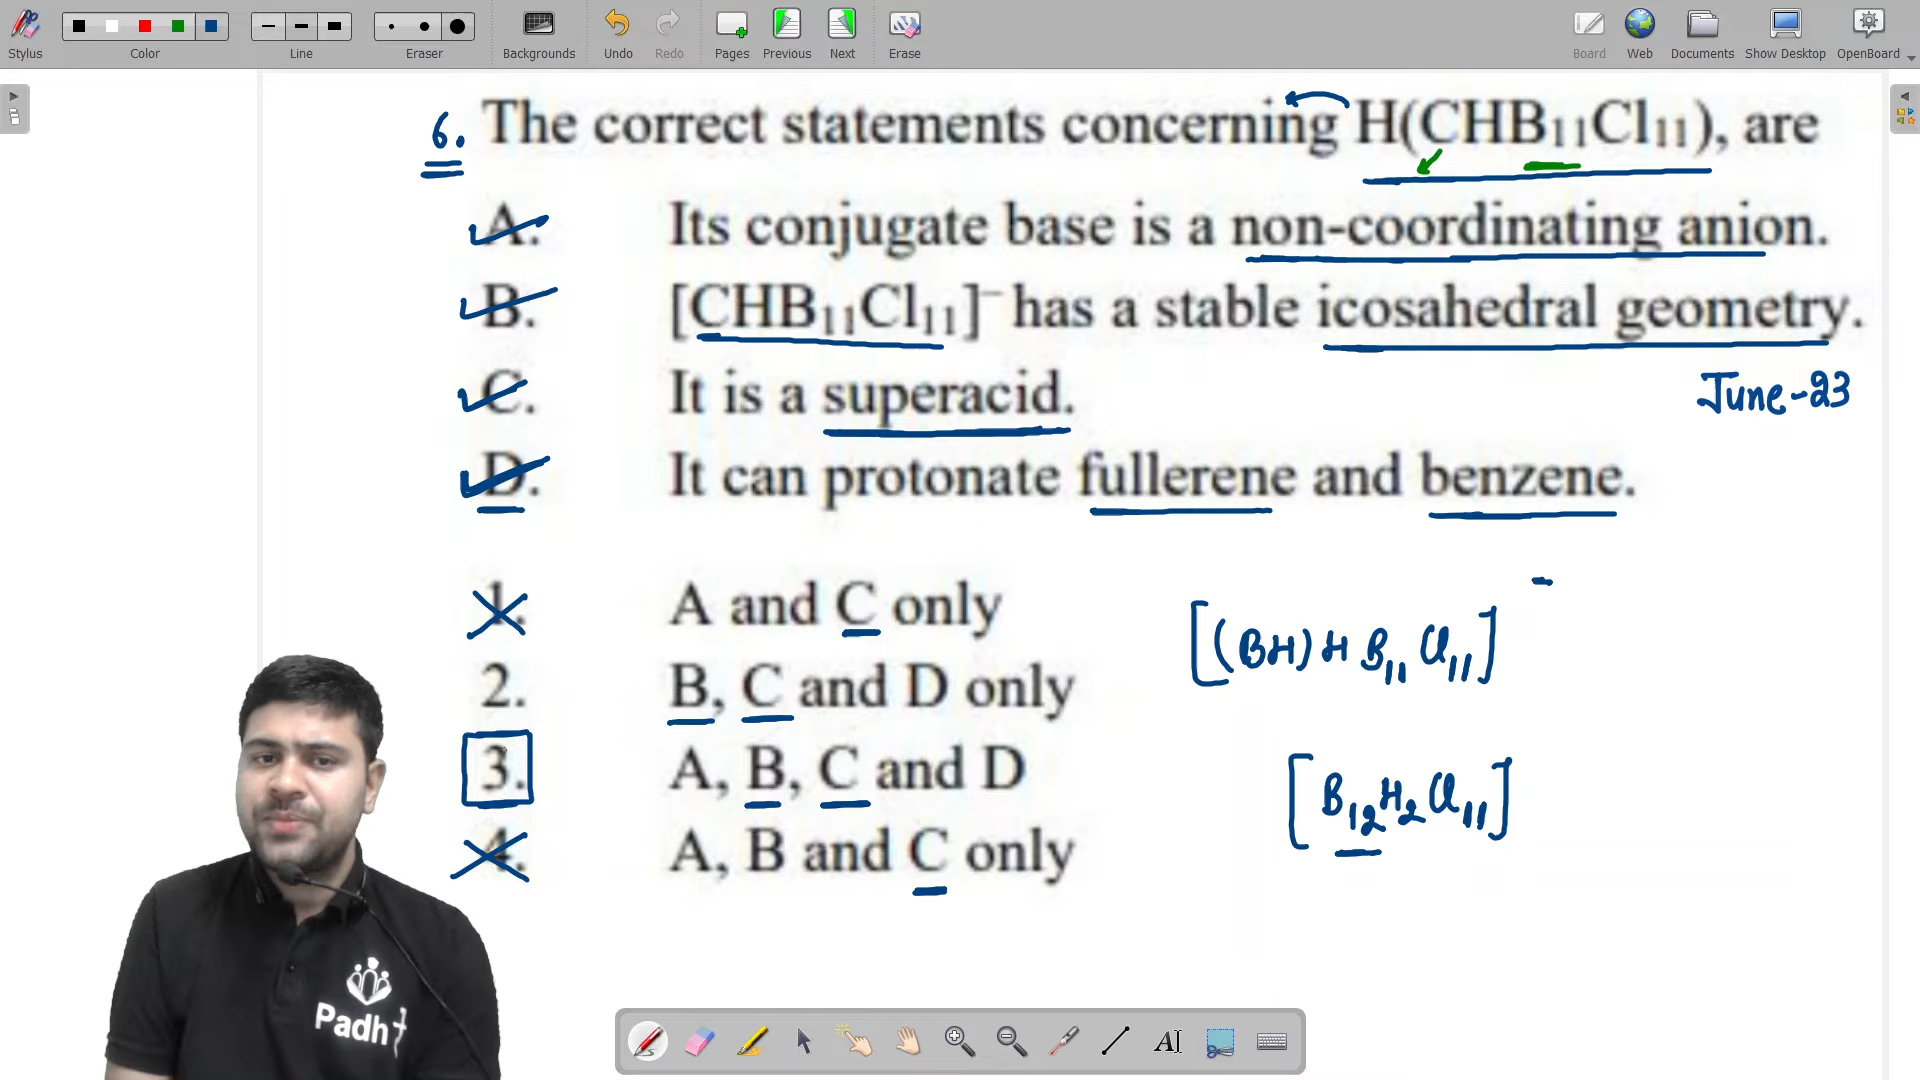 Stylus Color Line Eraser Backgrounds Undo Redo Pages Previous Next Erase Board Web Documents Show Desktop OpenBoard
6. The correct statements concerning H(CHB₁₁Cl₁₁), are
A. Its conjugate base is a non-coordinating anion.
B. [CHB₁₁Cl₁₁]⁻ has a stable icosahedral geometry.
C. It is a superacid.
June-23
D. It can protonate fullerene and benzene.
1. A and C only
[(BH)H B₁₁ Cl₁₁]⁻
2. B, C and D only
3. A, B, C and D
[B₁₂H₂Cl₁₁]
4. A, B and C only
Padh